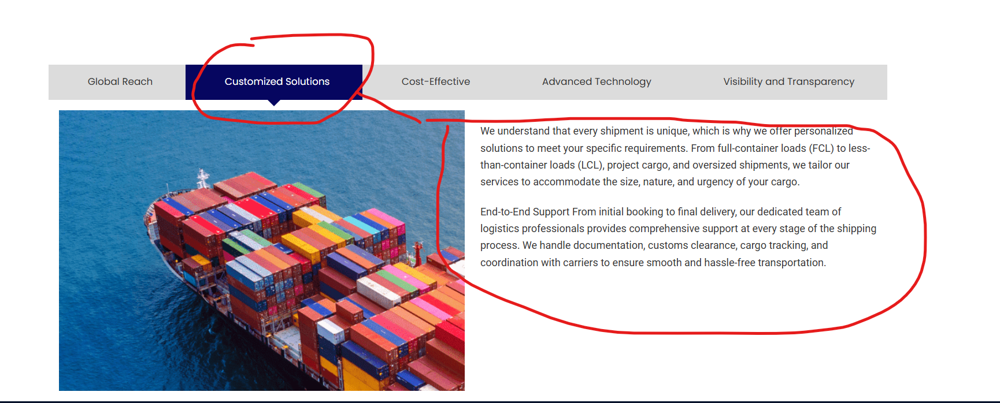 Global Reach
Customized Solutions
Cost-Effective
Advanced Technology
Visibility and Transparency
We understand that every shipment is unique, which is why we offer personalized
solutions to meet your specific requirements. From full-container loads (FCL) to less-
than-container loads (LCL), project cargo, and oversized shipments, we tailor our
services to accommodate the size, nature, and urgency of your cargo.
End-to-End Support From initial booking to final delivery, our dedicated team of
logistics professionals provides comprehensive support at every stage of the shipping
process. We handle documentation, customs clearance, cargo tracking, and
coordination with carriers to ensure smooth and hassle-free transportation.